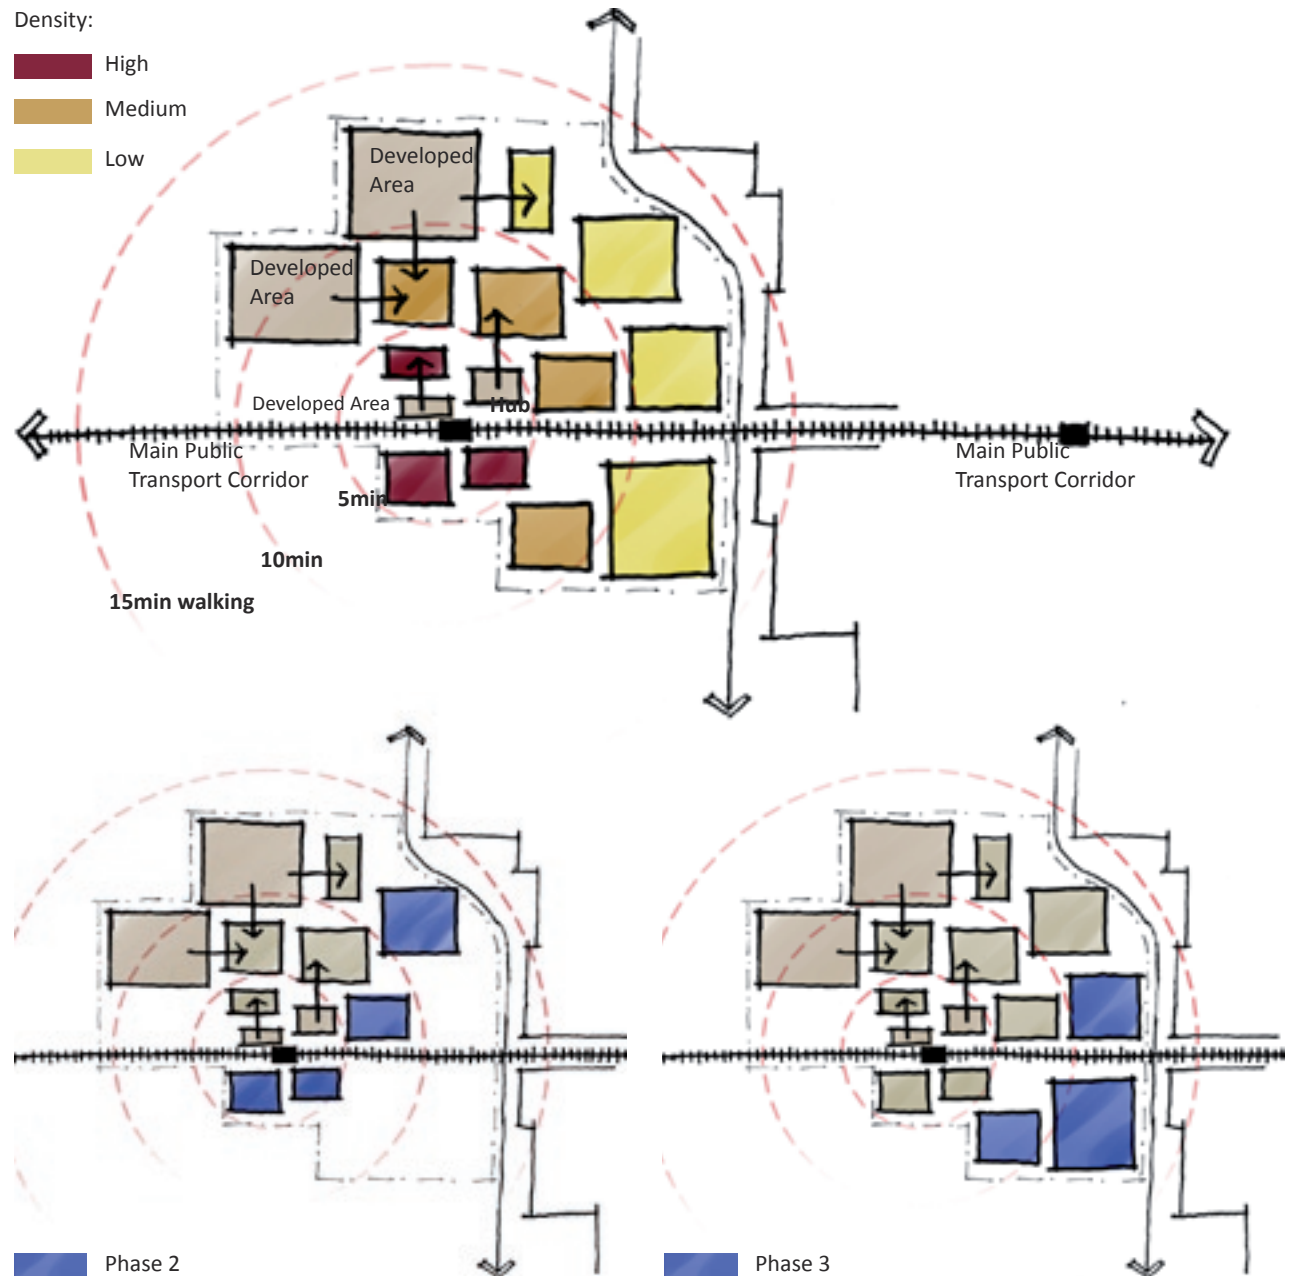 Density:
High
Medium
Low
Developed
Area
Developed
Area
Developed Area
Hub
Main Public
Transport Corridor
Main Public
Transport Corridor
5min
10min
15min walking
Phase 2
Phase 3